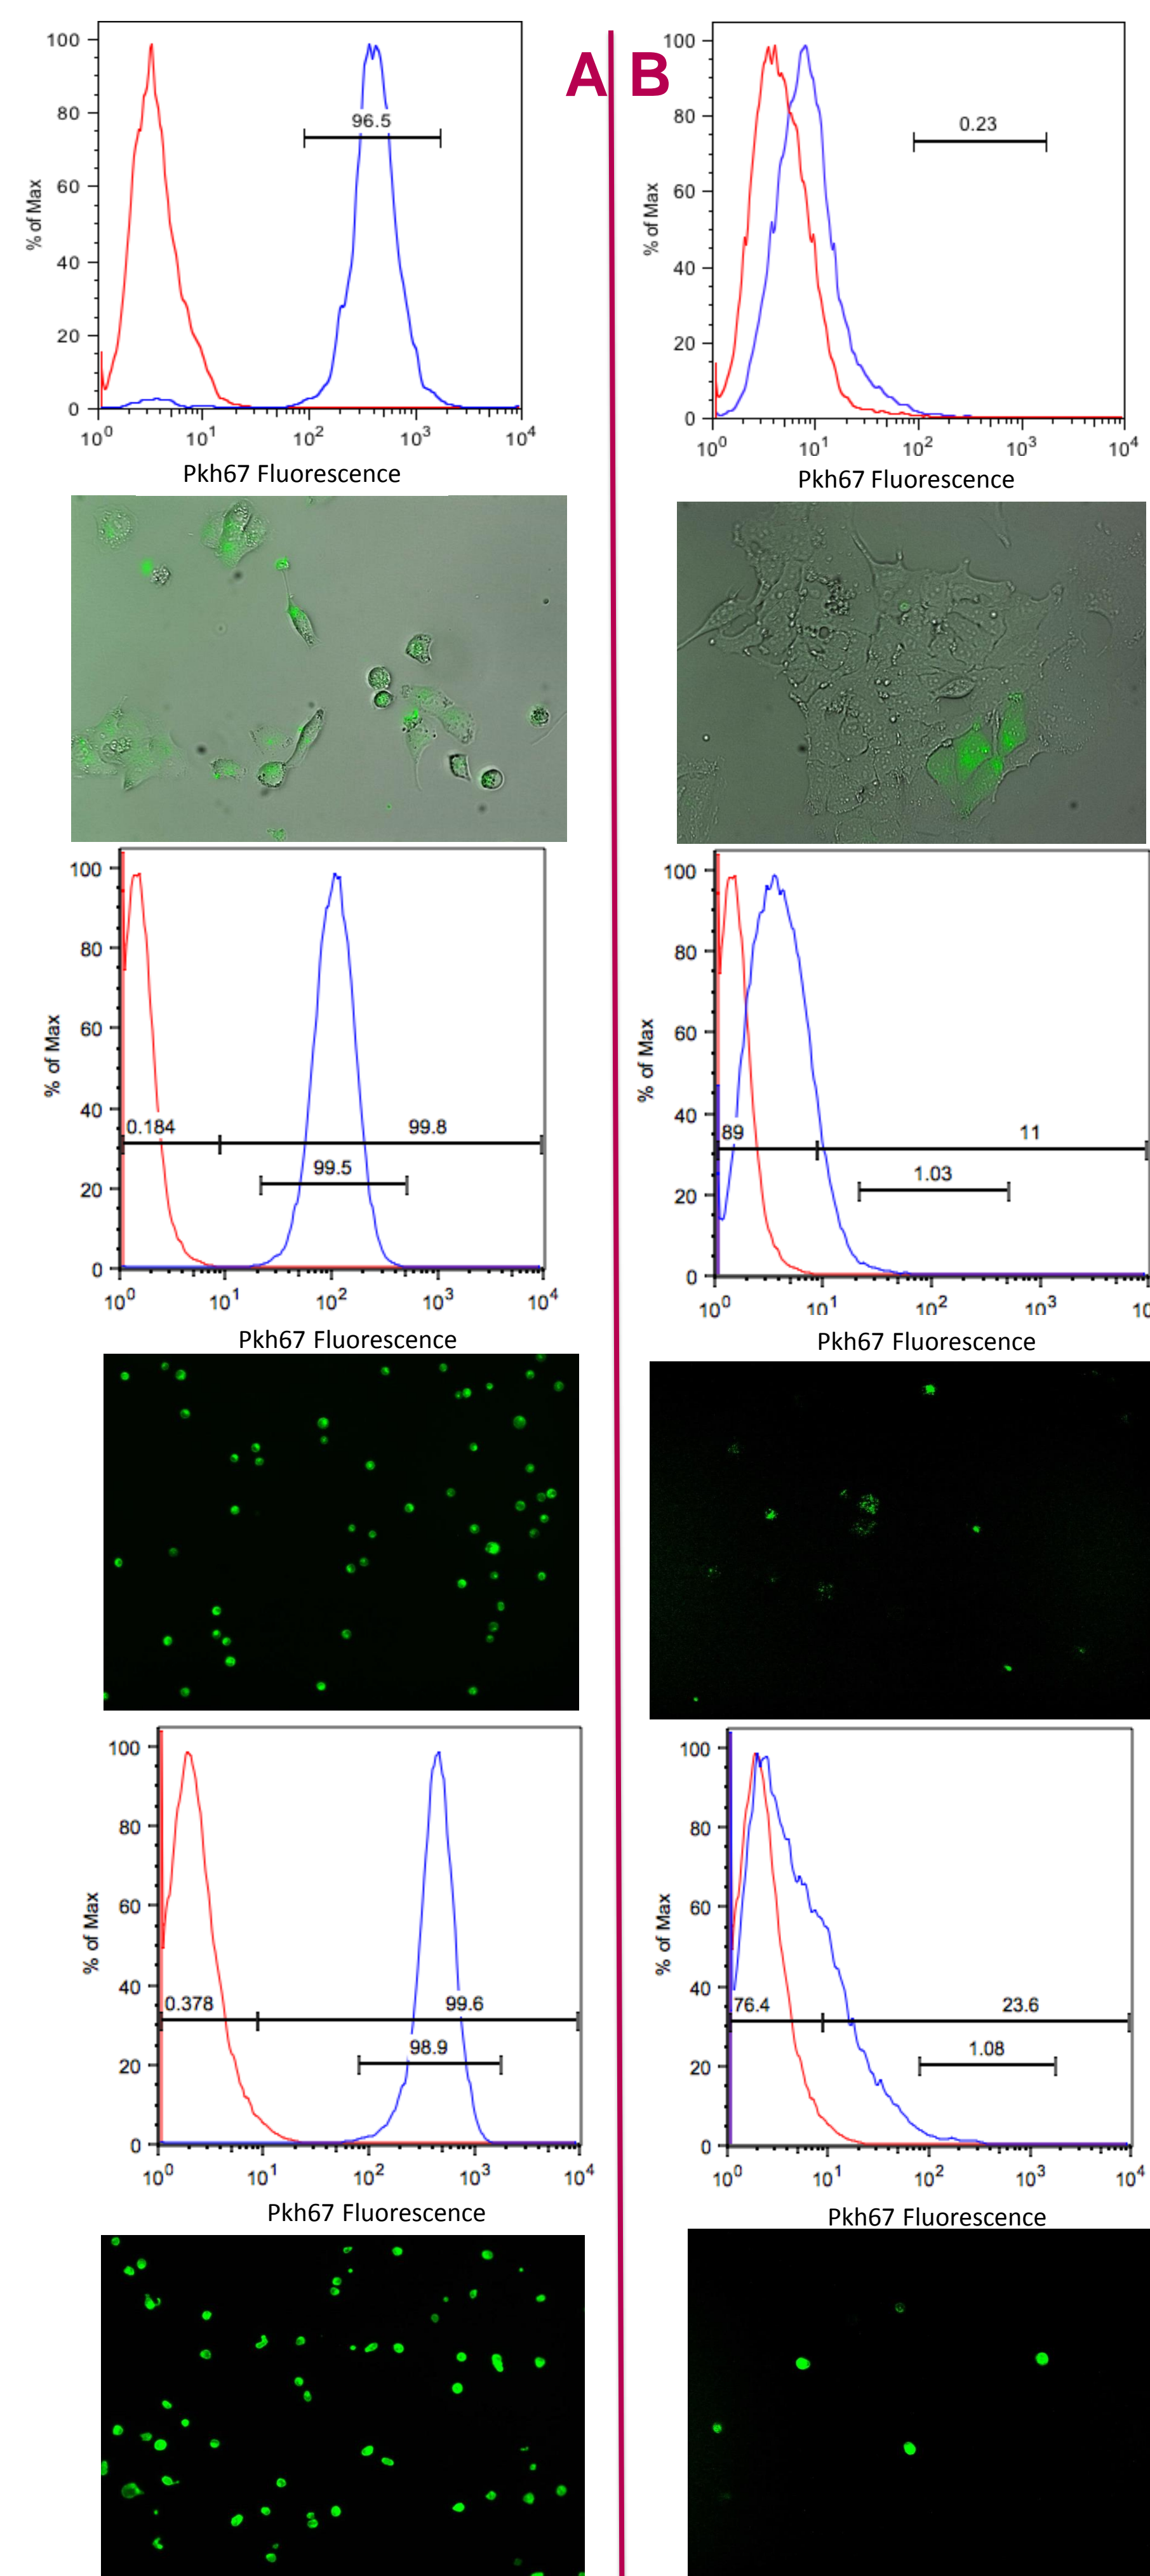 A B
100
80
60
40
20
0
% of Max
96.5
10^0 10^1 10^2 10^3 10^4
Pkh67 Fluorescence
100
80
60
40
20
0
% of Max
0.23
10^0 10^1 10^2 10^3 10^4
Pkh67 Fluorescence
100
80
60
40
20
0
% of Max
0.184 99.8
99.5
10^0 10^1 10^2 10^3 10^4
Pkh67 Fluorescence
100
80
60
40
20
0
% of Max
89 11
1.03
10^0 10^1 10^2 10^3 10
Pkh67 Fluorescence
100
80
60
40
20
0
% of Max
0.378 99.6
98.9
10^0 10^1 10^2 10^3 10^4
Pkh67 Fluorescence
100
80
60
40
20
0
% of Max
76.4 23.6
1.08
10^0 10^1 10^2 10^3 10^4
Pkh67 Fluorescence